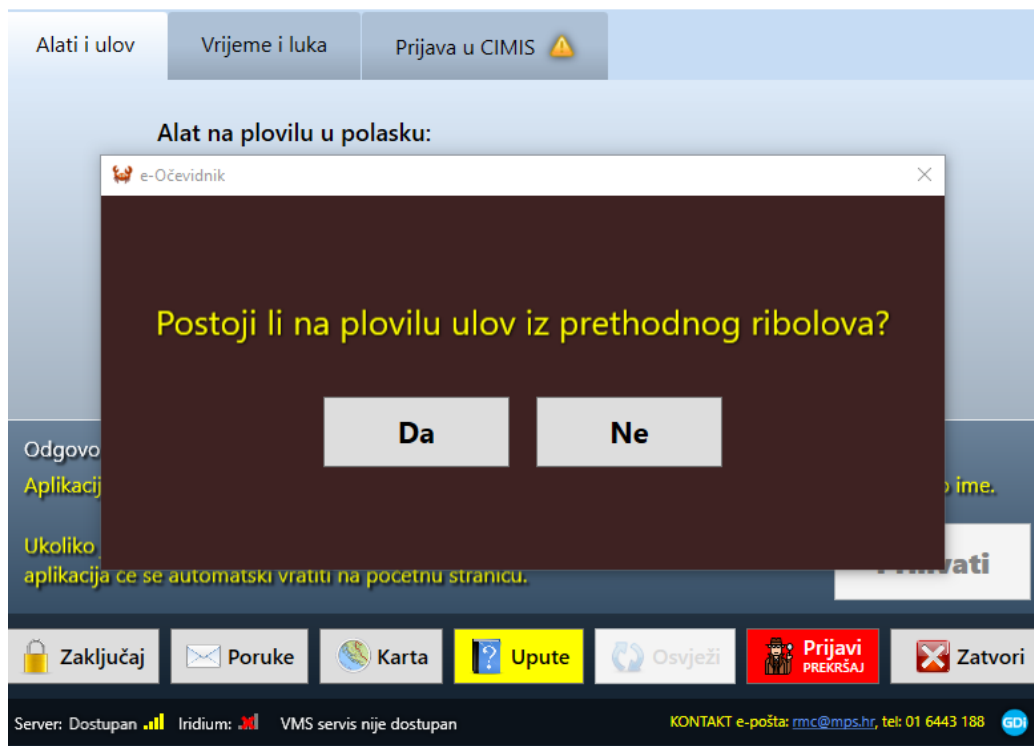 Alati i ulov
Vrijeme i luka
Prijava u CIMIS
Alat na plovilu u polasku:
e-Očevidnik
Postoji li na plovilu ulov iz prethodnog ribolova?
Da
Ne
ime.
Ukoliko
aplikacija će se automatski vratiti na početnu stranicu.
Zaključaj
Poruke
Karta
Upute
Osvježi
Prijavi
PREKRŠAJ
Zatvori
Server: Dostupan Iridium: VMS servis nije dostupan
KONTAKT e-pošta: rmc@mps.hr, tel: 01 6443 188
GDi